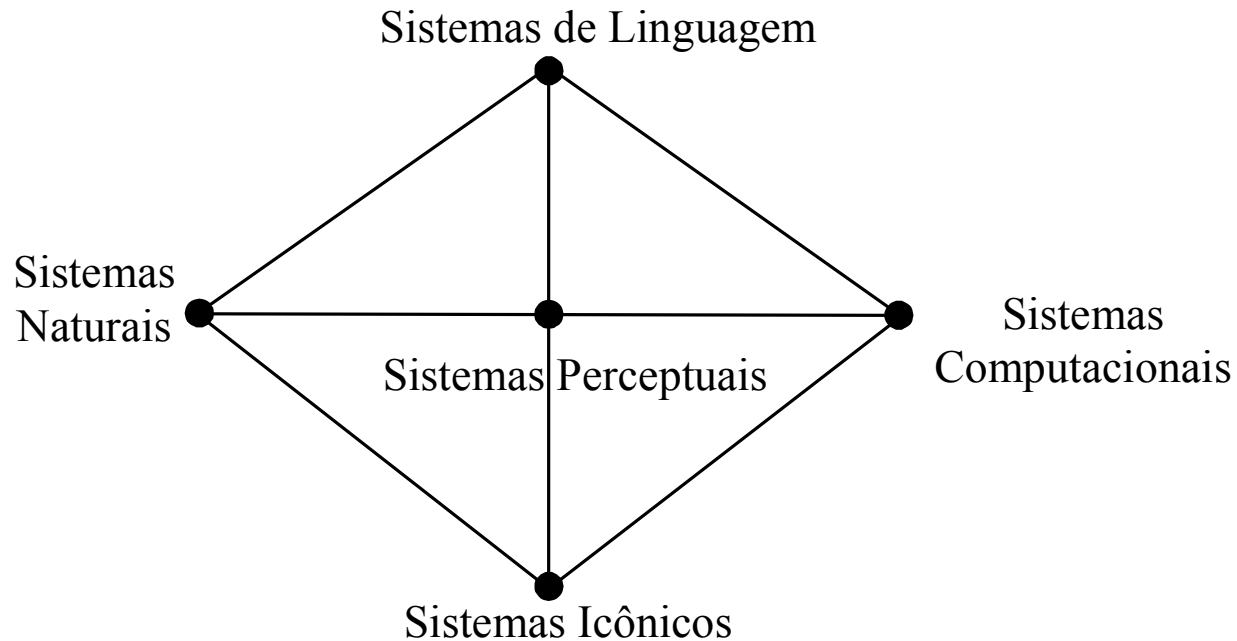 Sistemas de Linguagem
Sistemas
Naturais
Sistemas Perceptuais
Sistemas
Computacionais
Sistemas Icônicos